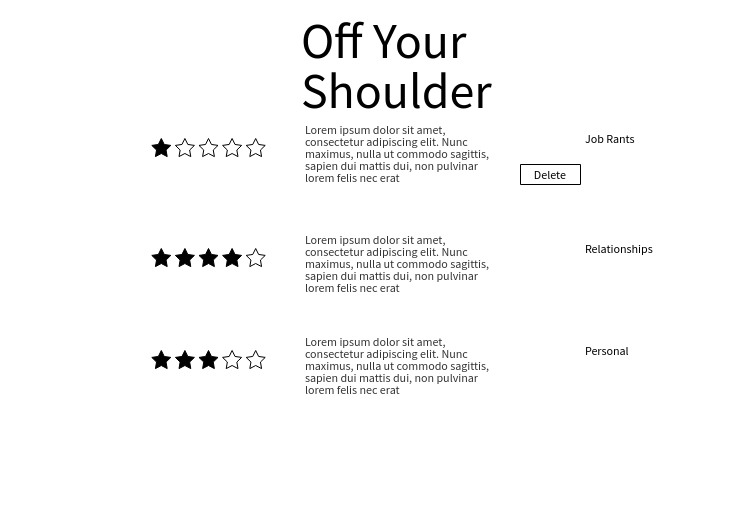 Off Your
Shoulder
Lorem ipsum dolor sit amet,
consectetur adipiscing elit. Nunc
maximus, nulla ut commodo sagittis,
sapien dui mattis dui, non pulvinar
lorem felis nec erat
Job Rants
Delete
Lorem ipsum dolor sit amet,
consectetur adipiscing elit. Nunc
maximus, nulla ut commodo sagittis,
sapien dui mattis dui, non pulvinar
lorem felis nec erat
Relationships
Lorem ipsum dolor sit amet,
consectetur adipiscing elit. Nunc
maximus, nulla ut commodo sagittis,
sapien dui mattis dui, non pulvinar
lorem felis nec erat
Personal